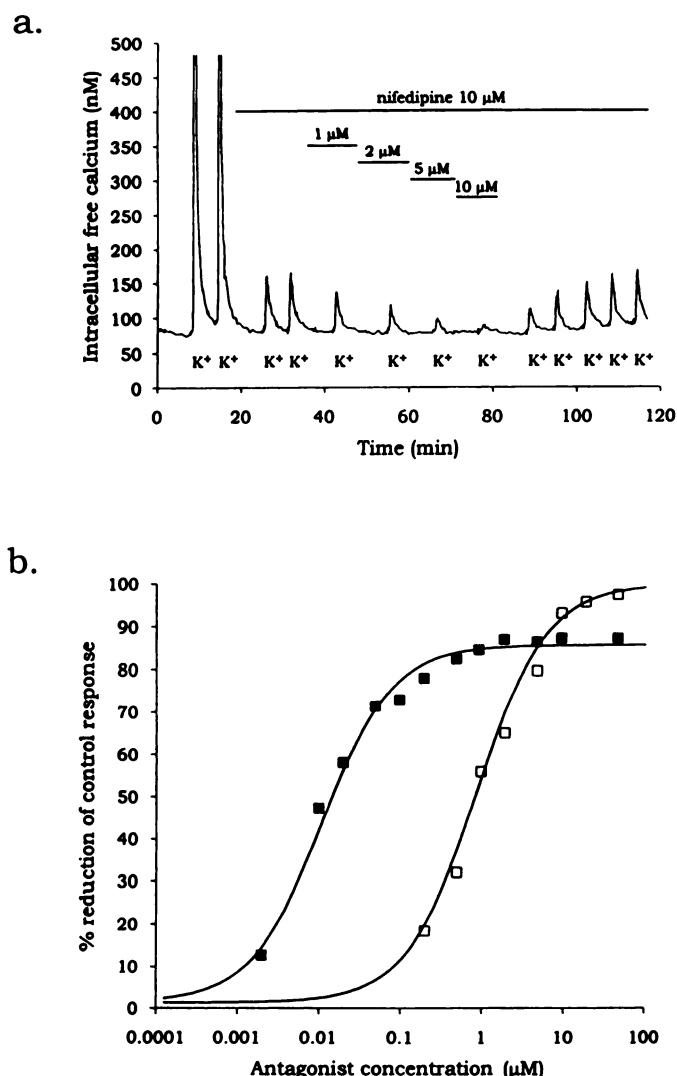 a.
Intracellular free calcium (nM)
500
450
400
350
300
250
200
150
100
50
0
nifedipine 10 μM
1 μM
2 μM
5 μM
10 μM
K⁺ K⁺ K⁺ K⁺ K⁺ K⁺ K⁺ K⁺ K⁺ K⁺ K⁺ K⁺ K⁺
0 20 40 60 80 100 120
Time (min)
b.
% reduction of control response
100
90
80
70
60
50
40
30
20
10
0
0.0001 0.001 0.01 0.1 1 10 100
Antagonist concentration (μM)